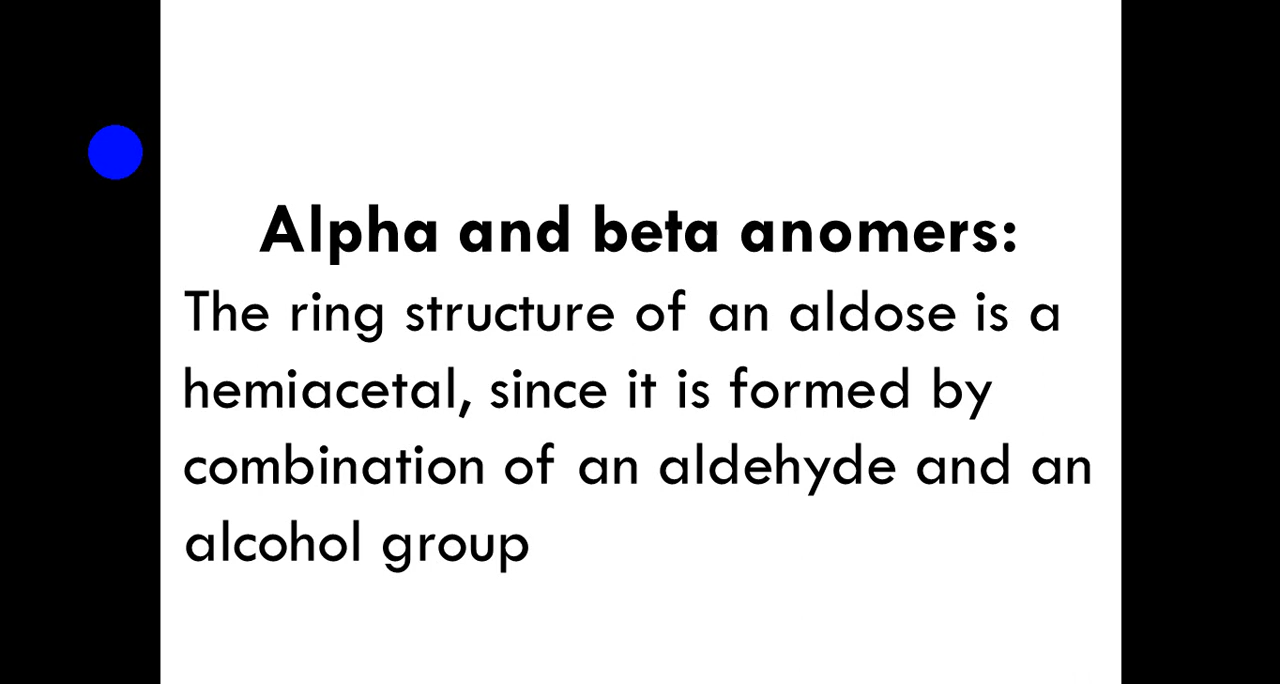 Alpha and beta anomers:
The ring structure of an aldose is a
hemiacetal, since it is formed by
combination of an aldehyde and an
alcohol group